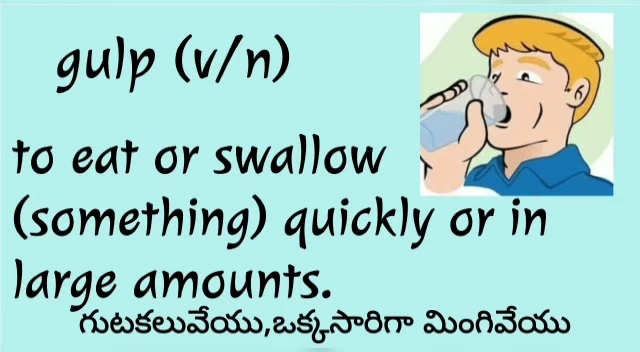 gulp (v/n)
to eat or swallow
(something) quickly or in
large amounts.
గుటకలువేయు,ఒక్కసారిగా మింగివేయు